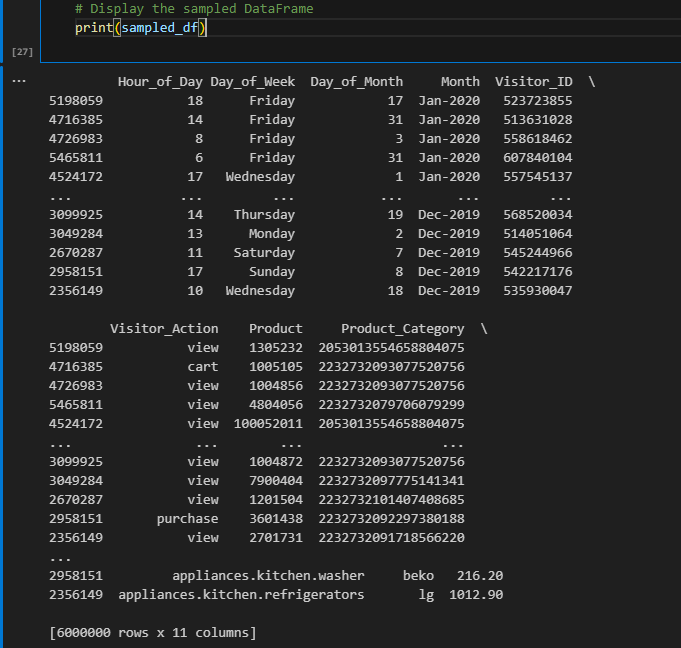 # Display the sampled DataFrame
print(sampled_df)
[27]
...
Hour_of_Day Day_of_Week  Day_of_Month     Month  Visitor_ID  \
5198059           18      Friday            17  Jan-2020   523723855
4716385           14      Friday            31  Jan-2020   513631028
4726983            8      Friday             3  Jan-2020   558618462
5465811            6      Friday            31  Jan-2020   607840104
4524172           17   Wednesday             1  Jan-2020   557545137
...              ...         ...           ...       ...         ...
3099925           14    Thursday            19  Dec-2019   568520034
3049284           13      Monday             2  Dec-2019   514051064
2670287           11    Saturday             7  Dec-2019   545244966
2958151           17      Sunday             8  Dec-2019   542217176
2356149           10   Wednesday            18  Dec-2019   535930047
Visitor_Action    Product     Product_Category  \
5198059           view    1305232  2053013554658804075
4716385           cart    1005105  2232732093077520756
4726983           view    1004856  2232732093077520756
5465811           view    4804056  2232732079706079299
4524172           view  100052011  2053013554658804075
...                ...        ...                  ...
3099925           view    1004872  2232732093077520756
3049284           view    7900404  2232732097775141341
2670287           view    1201504  2232732101407408685
2958151       purchase    3601438  2232732092297380188
2356149           view    2701731  2232732091718566220
...
2958151         appliances.kitchen.washer     beko   216.20
2356149  appliances.kitchen.refrigerators       lg  1012.90
[6000000 rows x 11 columns]